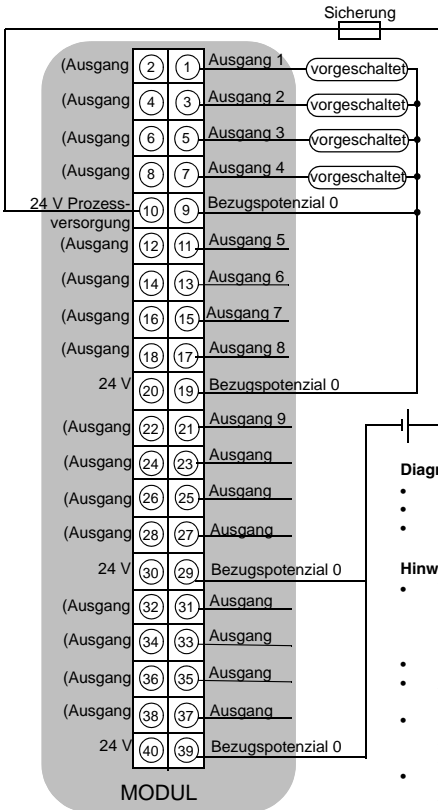 Sicherung
(Ausgang 2 1 Ausgang 1 vorgeschaltet
(Ausgang 4 3 Ausgang 2 vorgeschaltet
(Ausgang 6 5 Ausgang 3 vorgeschaltet
(Ausgang 8 7 Ausgang 4 vorgeschaltet
24 V Prozess-
versorgung 10 9 Bezugspotenzial 0
(Ausgang 12 11 Ausgang 5
(Ausgang 14 13 Ausgang 6
(Ausgang 16 15 Ausgang 7
(Ausgang 18 17 Ausgang 8
24 V 20 19 Bezugspotenzial 0
(Ausgang 22 21 Ausgang 9
(Ausgang 24 23 Ausgang
(Ausgang 26 25 Ausgang
(Ausgang 28 27 Ausgang
24 V 30 29 Bezugspotenzial 0
(Ausgang 32 31 Ausgang
(Ausgang 34 33 Ausgang
(Ausgang 36 35 Ausgang
(Ausgang 38 37 Ausgang
24 V 40 39 Bezugspotenzial 0
MODUL
Diagr
Hinw